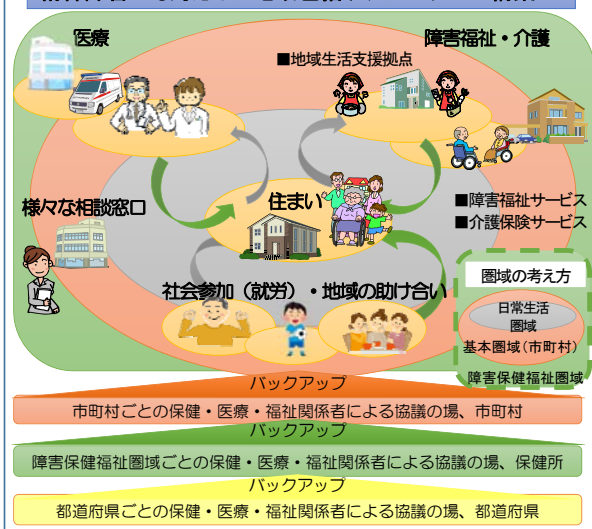 医療
障害福祉・介護
■地域生活支援拠点
住まい
様々な相談窓口
■障害福祉サービス
■介護保険サービス
社会参加（就労）・地域の助け合い
圏域の考え方
日常生活
圏域
基本圏域（市町村）
障害保健福祉圏域
バックアップ
市町村ごとの保健・医療・福祉関係者による協議の場、市町村
バックアップ
障害保健福祉圏域ごとの保健・医療・福祉関係者による協議の場、保健所
バックアップ
都道府県ごとの保健・医療・福祉関係者による協議の場、都道府県